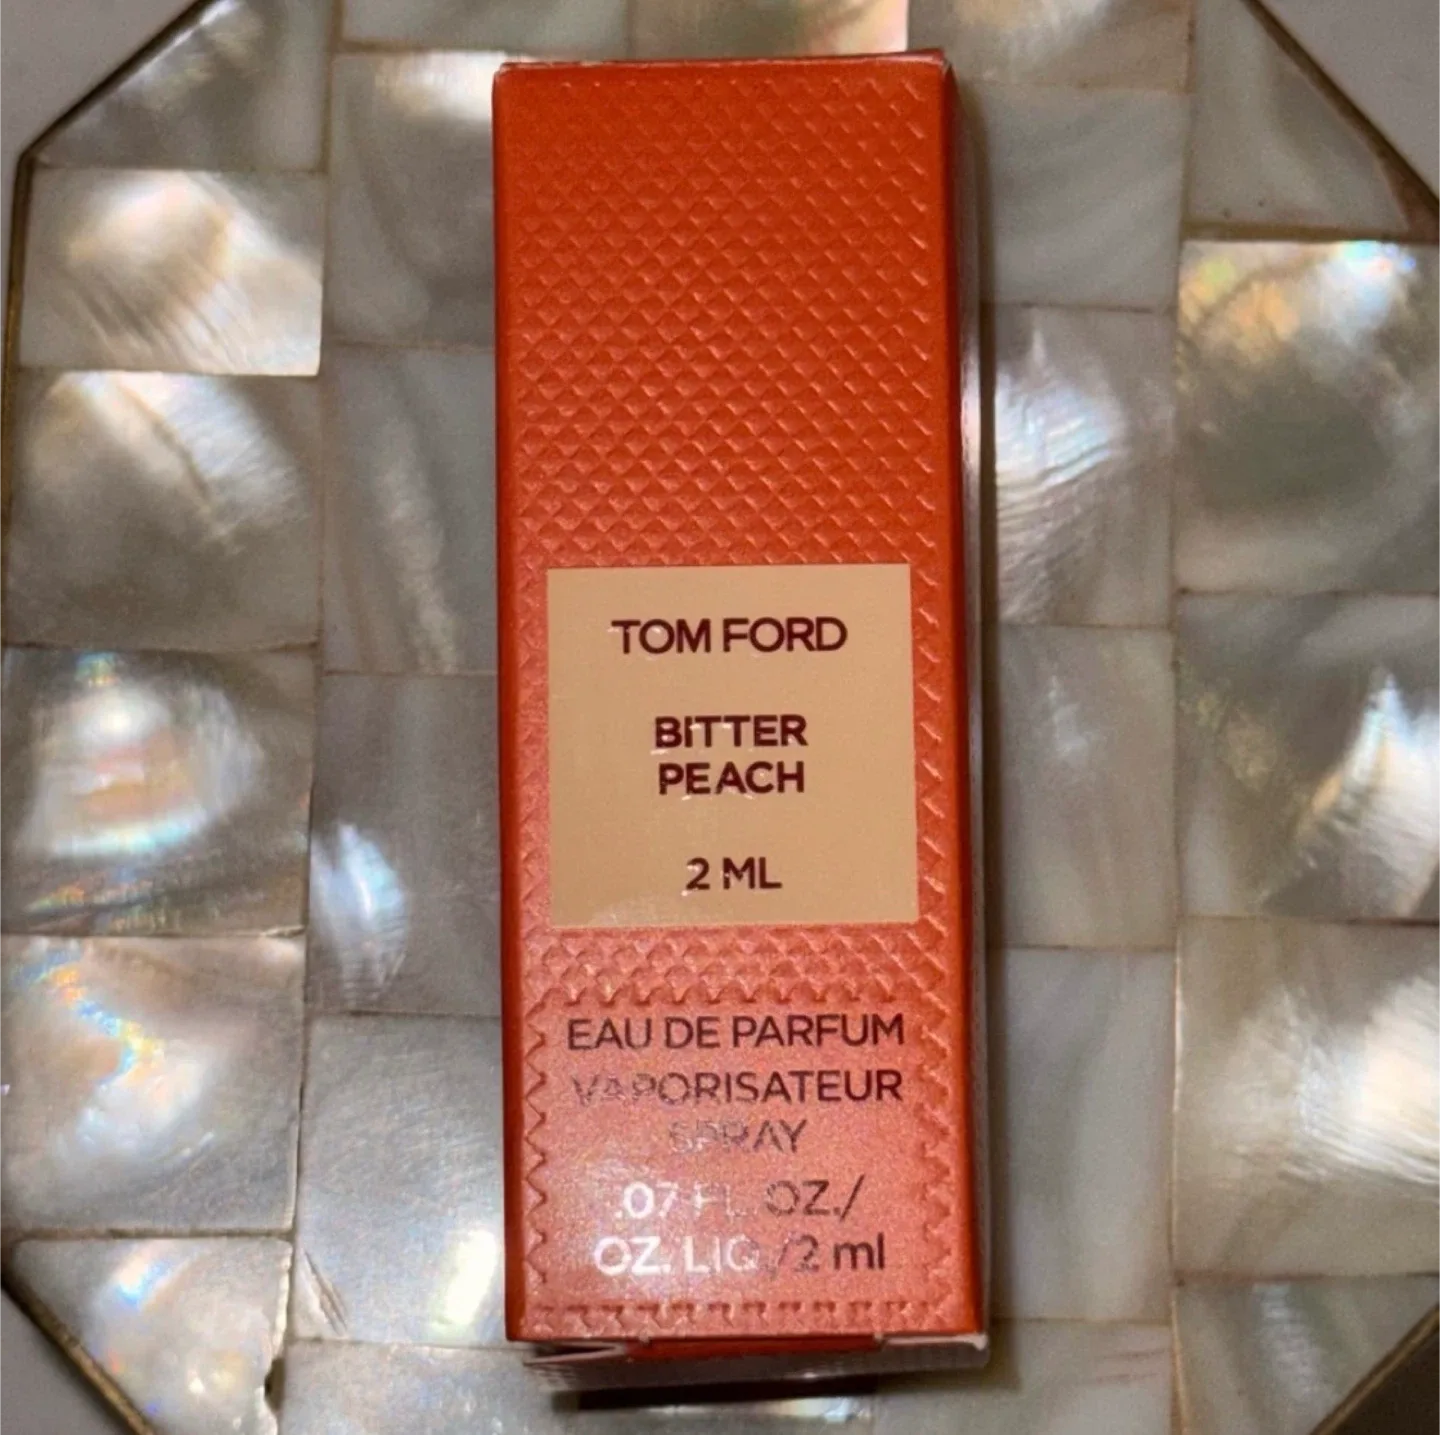 TOM FORD
BITTER
PEACH
2 ML
EAU DE PARFUM
VAPORISATEUR
SPRAY
.07 FL. OZ./
OZ. LIQ./2 ml